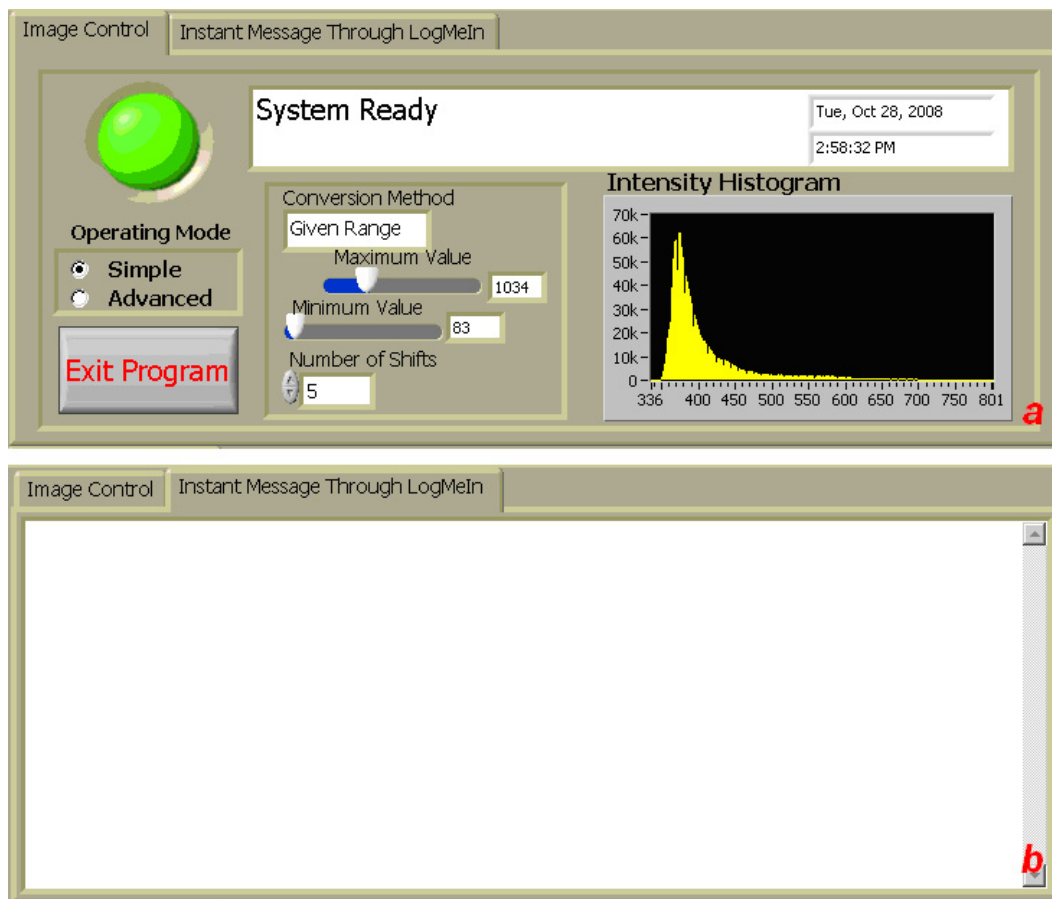 Image Control
Instant Message Through LogMeIn
System Ready
Tue, Oct 28, 2008
2:58:32 PM
Operating Mode
Simple
Advanced
Exit Program
Conversion Method
Given Range
Maximum Value
1034
Minimum Value
83
Number of Shifts
5
Intensity Histogram
70k
60k
50k
40k
30k
20k
10k
0
336 400 450 500 550 600 650 700 750 801
a
Image Control
Instant Message Through LogMeIn
b